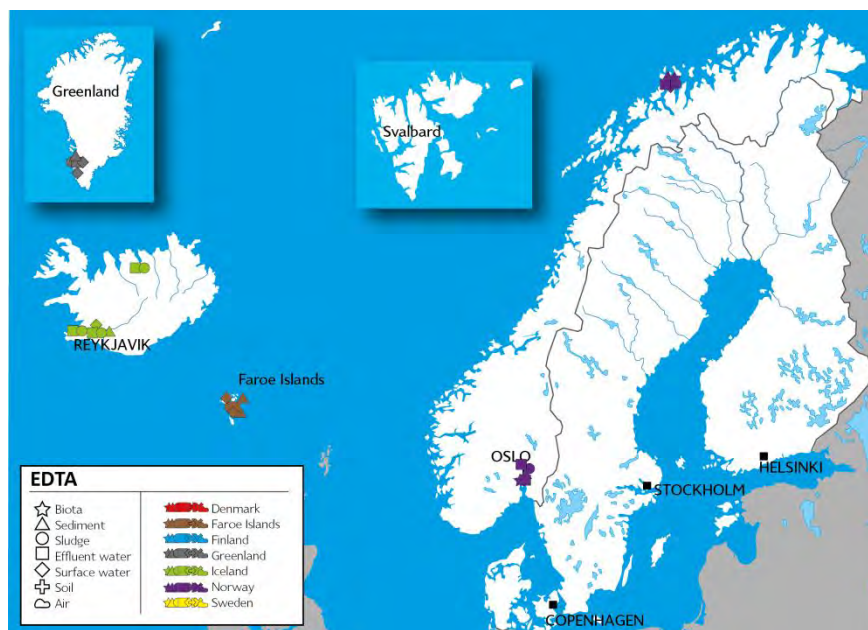 Greenland
Svalbard
REYKJAVIK
Faroe Islands
OSLO
HELSINKI
STOCKHOLM
COPENHAGEN
EDTA
Biota
Sediment
Sludge
Effluent water
Surface water
Soil
Air
Denmark
Faroe Islands
Finland
Greenland
Iceland
Norway
Sweden